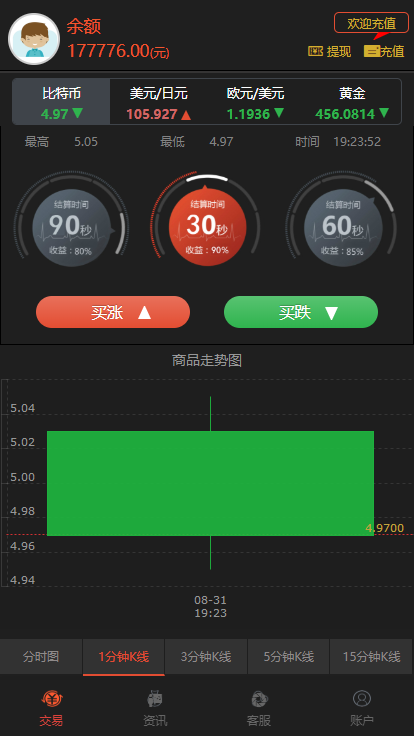 余额
177776.00(元)
欢迎充值
提现 充值
比特币 美元/日元 欧元/美元 黄金
4.97 105.927 1.1936 456.0814
最高 5.05 最低 4.97 时间 19:23:52
结算时间 结算时间 结算时间
90秒 30秒 60秒
收益：80% 收益：90% 收益：85%
买涨 买跌
商品走势图
5.04
5.02
5.00
4.98
4.9700
4.96
4.94
08-31
19:23
分时图 1分钟K线 3分钟K线 5分钟K线 15分钟K线
交易 资讯 客服 账户